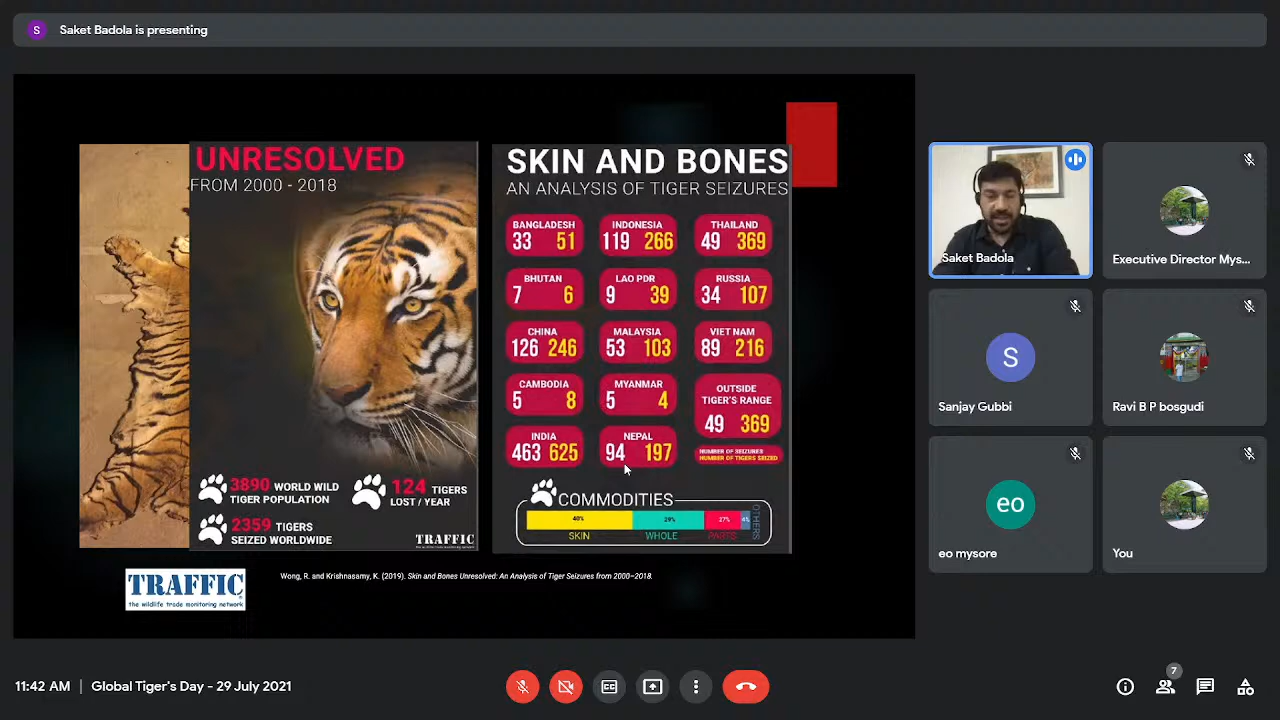 S Saket Badola is presenting
UNRESOLVED
FROM 2000 - 2018
3890 WORLD WILD
TIGER POPULATION
124 TIGERS
LOST / YEAR
2359 TIGERS
SEIZED WORLDWIDE
TRAFFIC
SKIN AND BONES
AN ANALYSIS OF TIGER SEIZURES
BANGLADESH
33 51
INDONESIA
119 266
THAILAND
49 369
BHUTAN
7 6
LAO PDR
9 39
RUSSIA
34 107
CHINA
126 246
MALAYSIA
53 103
VIET NAM
89 216
CAMBODIA
5 8
MYANMAR
5 4
OUTSIDE
TIGER'S RANGE
49 369
INDIA
463 625
NEPAL
94 197
NUMBER OF SEIZURES
NUMBER OF TIGERS SEIZED
COMMODITIES
29% 27% 4%
SKIN WHOLE PARTS OTHERS
TRAFFIC
the wildlife trade monitoring network
Wong, R. and Krishnasamy, K. (2019). Skin and Bones Unresolved: An Analysis of Tiger Seizures from 2000–2018.
Saket Badola
Executive Director Mys...
S
Sanjay Gubbi
Ravi B P bosgudi
eo
eo mysore
You
11:42 AM | Global Tiger's Day - 29 July 2021
7